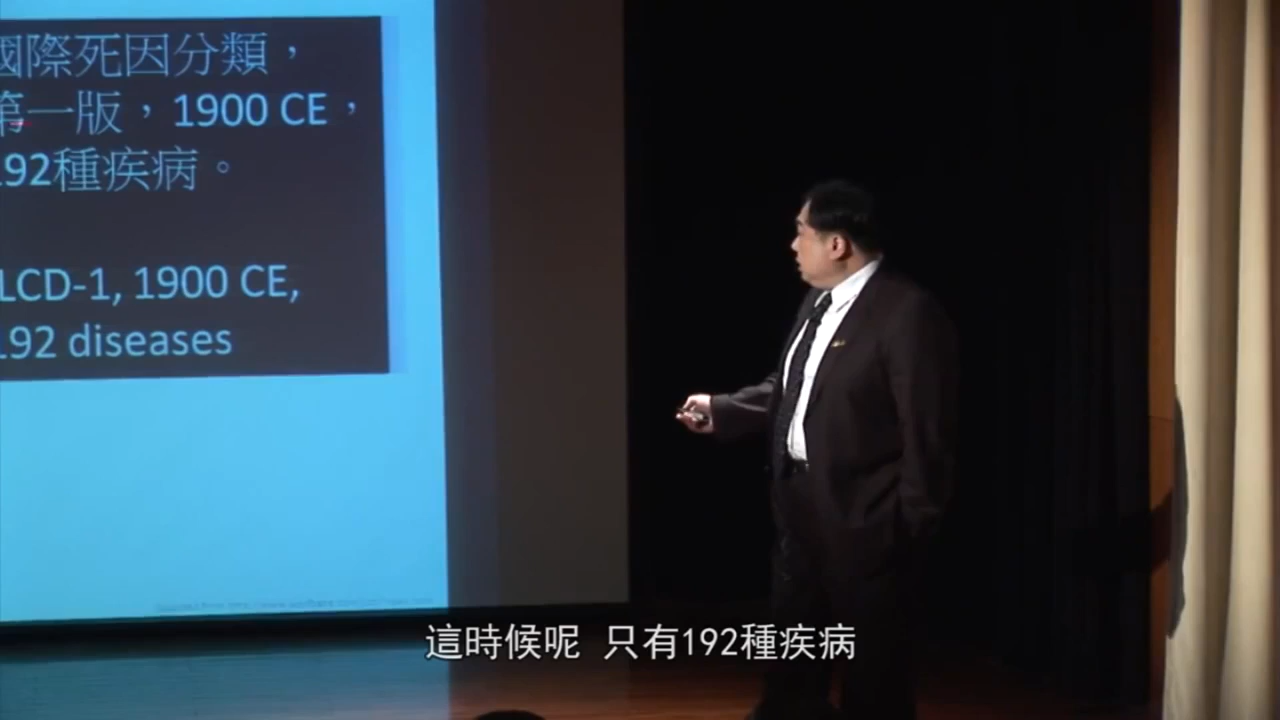 國際死因分類，
第一版，1900 CE，
192種疾病。
LCD-1, 1900 CE,
192 diseases
這時候呢 只有192種疾病